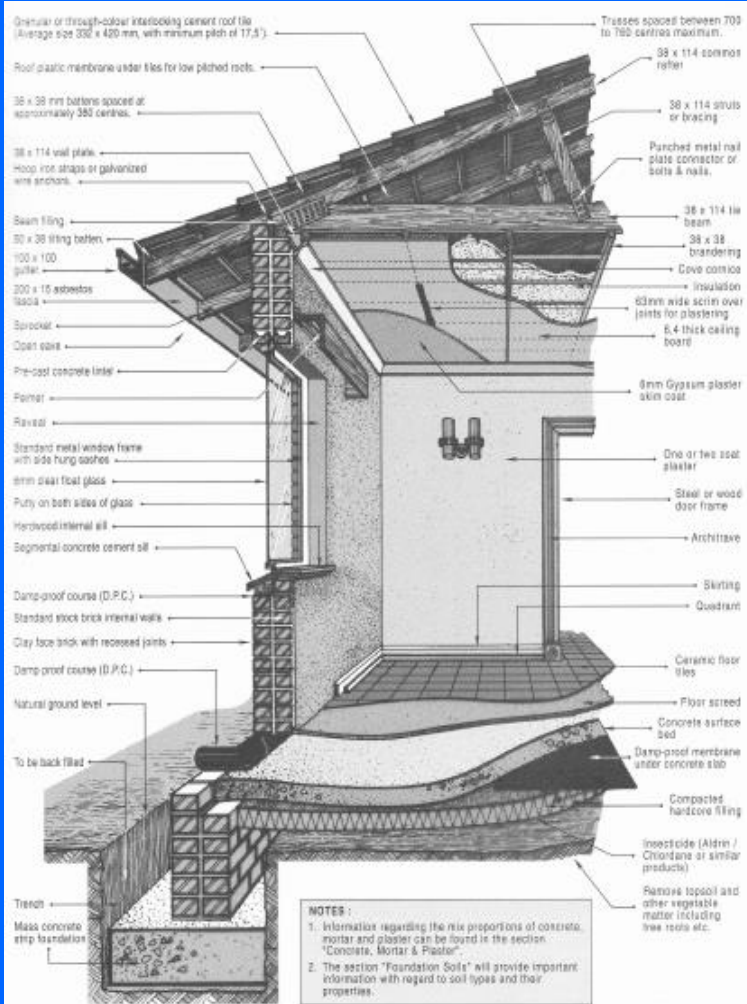 Granular or through-colour interlocking cement roof tile
(Average size 332 x 420 mm, with minimum pitch of 17,5°).
Roof plastic membrane under tiles for low pitched roofs.
38 x 38 mm battens spaced at
approximately 380 centres.
38 x 114 wall plate.
Hoop iron straps or galvanized
wire anchors.
Beam filling.
50 x 38 tilting batten.
100 x 100
gutter.
200 x 15 asbestos
fascia
Sprocket
Open eave
Pre-cast concrete lintel
Pelmet
Reveal
Standard metal window frame
with side hung sashes
6mm clear float glass
Putty on both sides of glass
Hardwood internal sill
Segmental concrete cement sill
Damp-proof course (D.P.C.)
Standard stock brick internal walls
Clay face brick with recessed joints
Damp proof course (D.P.C.)
Natural ground level
To be back filled
Trench
Mass concrete
strip foundation
Trusses spaced between 700
to 760 centres maximum.
38 x 114 common
rafter
38 x 114 struts
or bracing
Punched metal nail
plate connector or
bolts & nails.
38 x 114 tie
beam
38 x 38
brandering
Cove cornice
Insulation
63mm wide scrim over
joints for plastering
6,4 thick ceiling
board
6mm Gypsum plaster
skim coat
One or two coat
plaster
Steel or wood
door frame
Architrave
Skirting
Quadrant
Ceramic floor
tiles
Floor screed
Concrete surface
bed
Damp-proof membrane
under concrete slab
Compacted
hardcore filling
Insecticide (Aldrin /
Chlordane or similar
products)
Remove topsoil and
other vegetable
matter including
tree roots etc.
NOTES :
1. Information regarding the mix proportions of concrete,
mortar and plaster can be found in the section
"Concrete, Mortar & Plaster".
2. The section "Foundation Soils" will provide important
information with regard to soil types and their
properties.